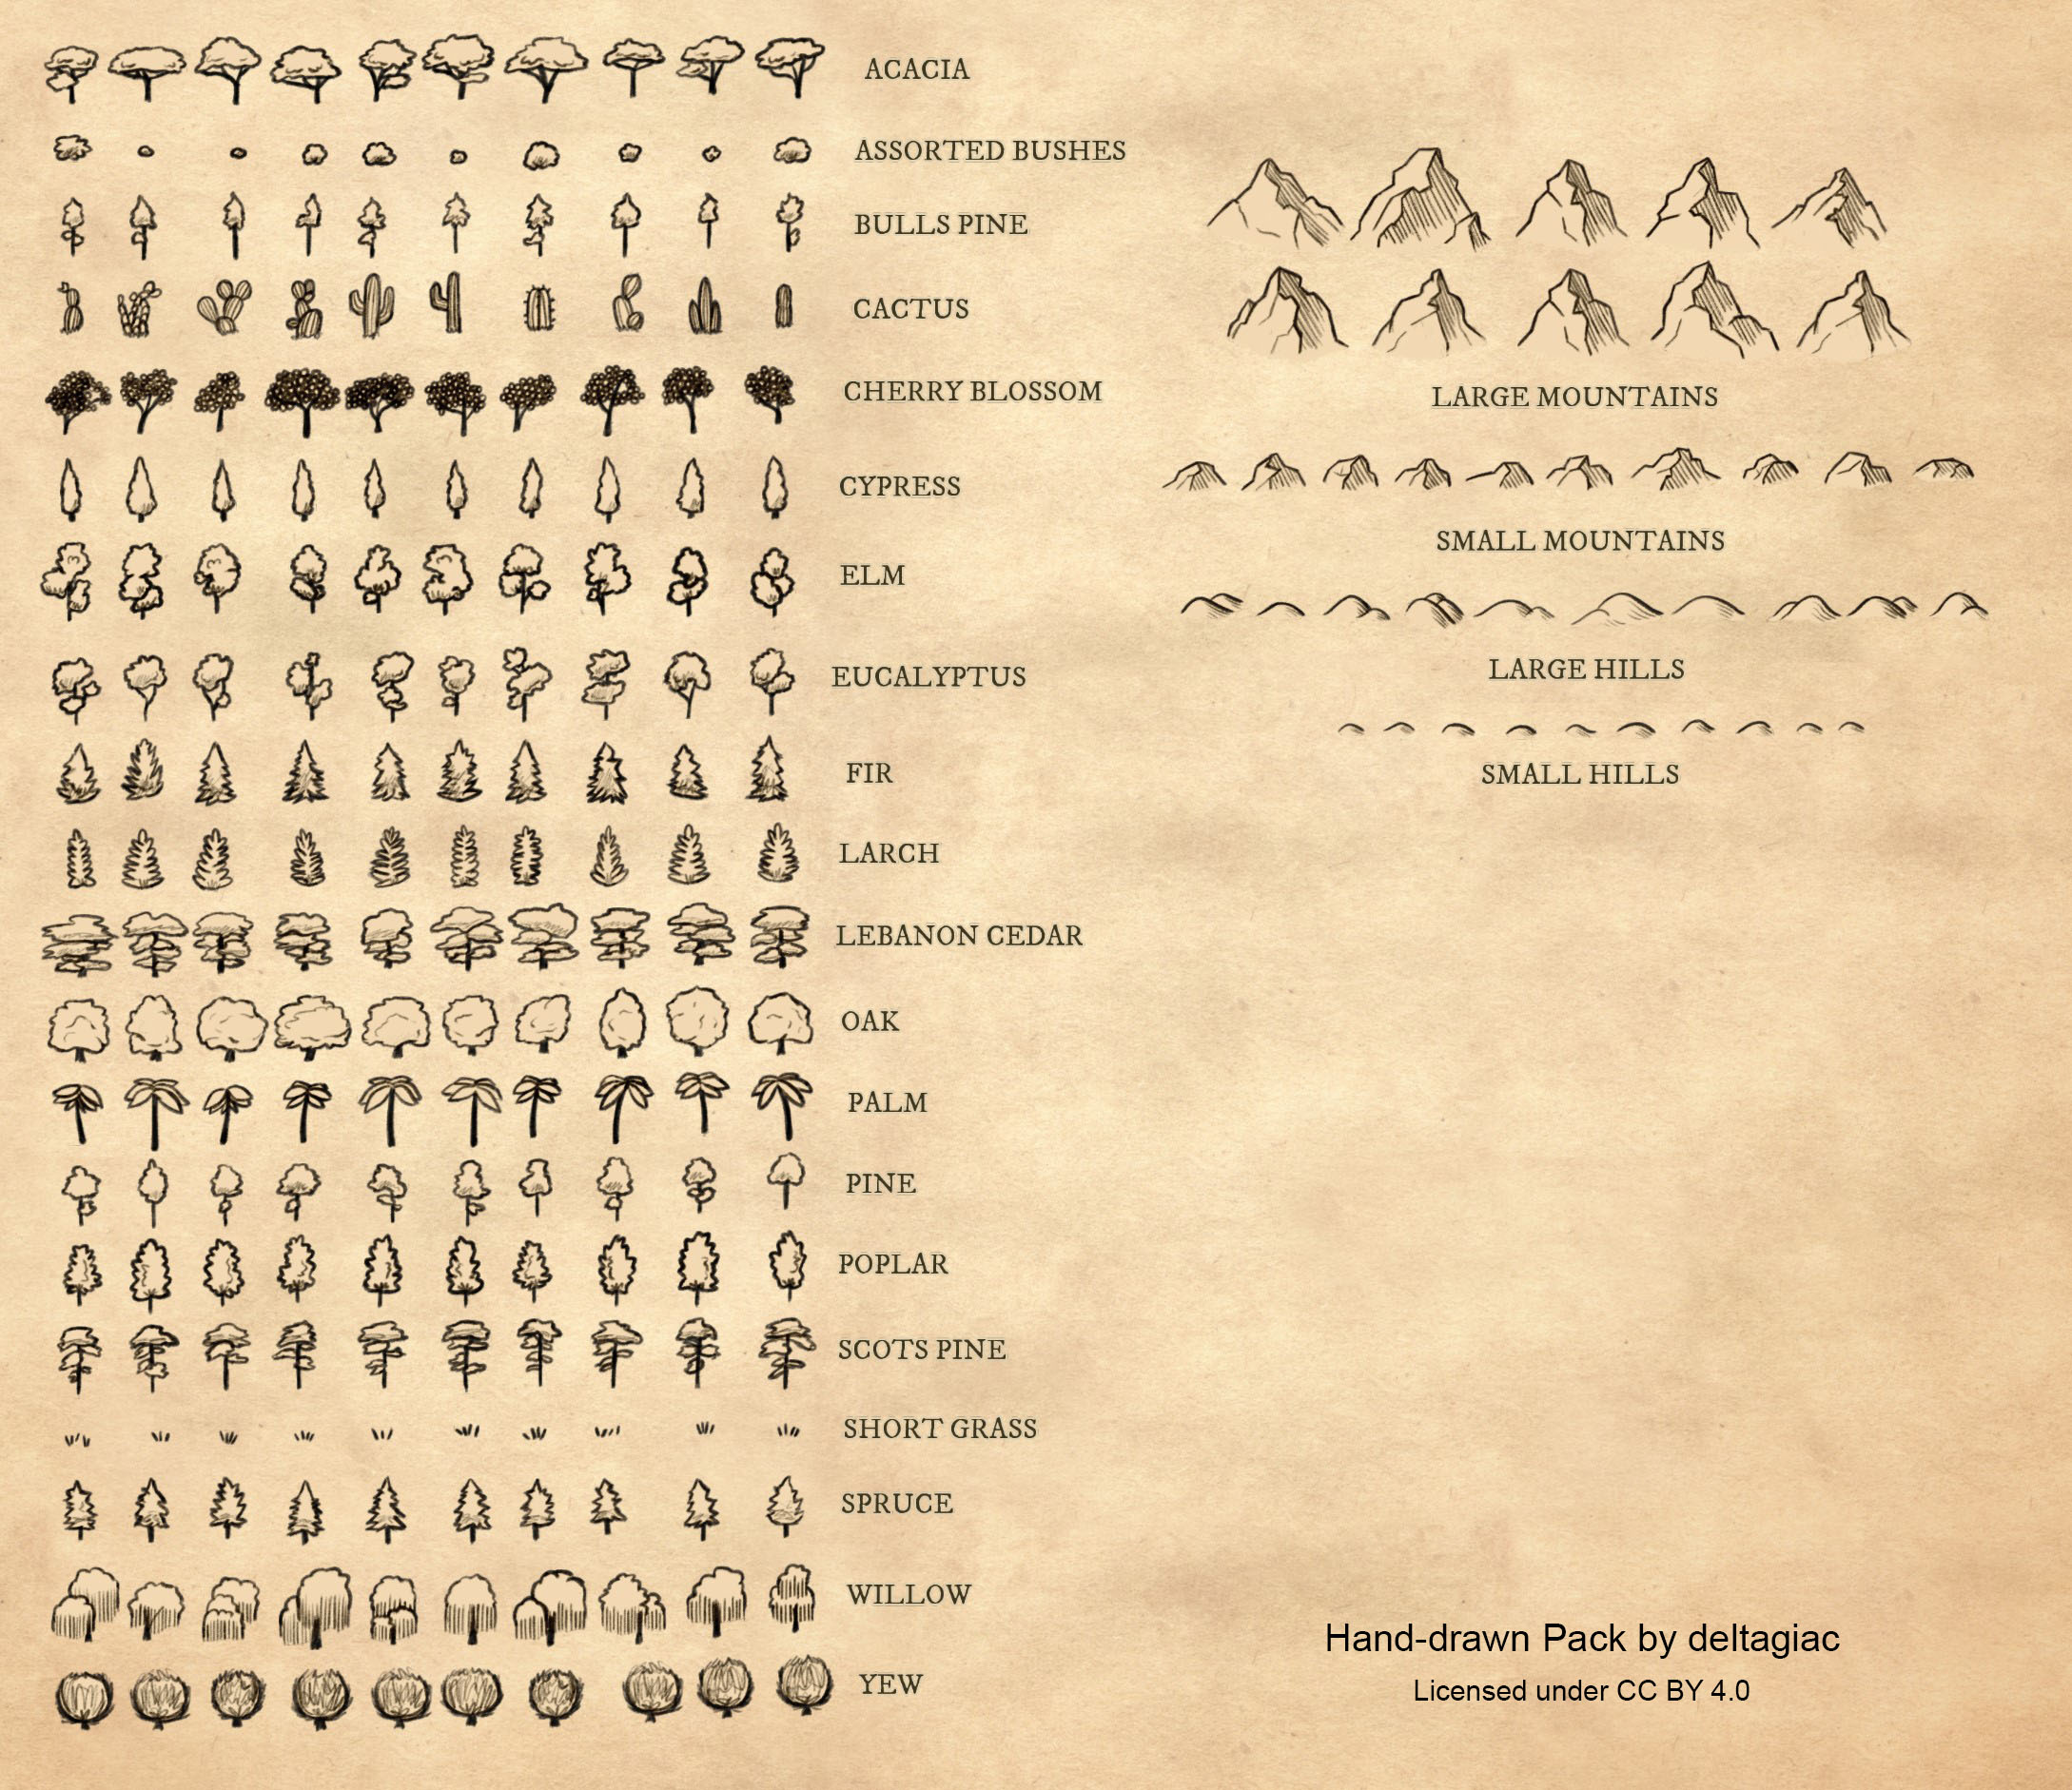 ACACIA
ASSORTED BUSHES
BULLS PINE
CACTUS
CHERRY BLOSSOM
CYPRESS
ELM
EUCALYPTUS
FIR
LARCH
LEBANON CEDAR
OAK
PALM
PINE
POPLAR
SCOTS PINE
SHORT GRASS
SPRUCE
WILLOW
YEW
LARGE MOUNTAINS
SMALL MOUNTAINS
LARGE HILLS
SMALL HILLS
Hand-drawn Pack by deltagiac
Licensed under CC BY 4.0